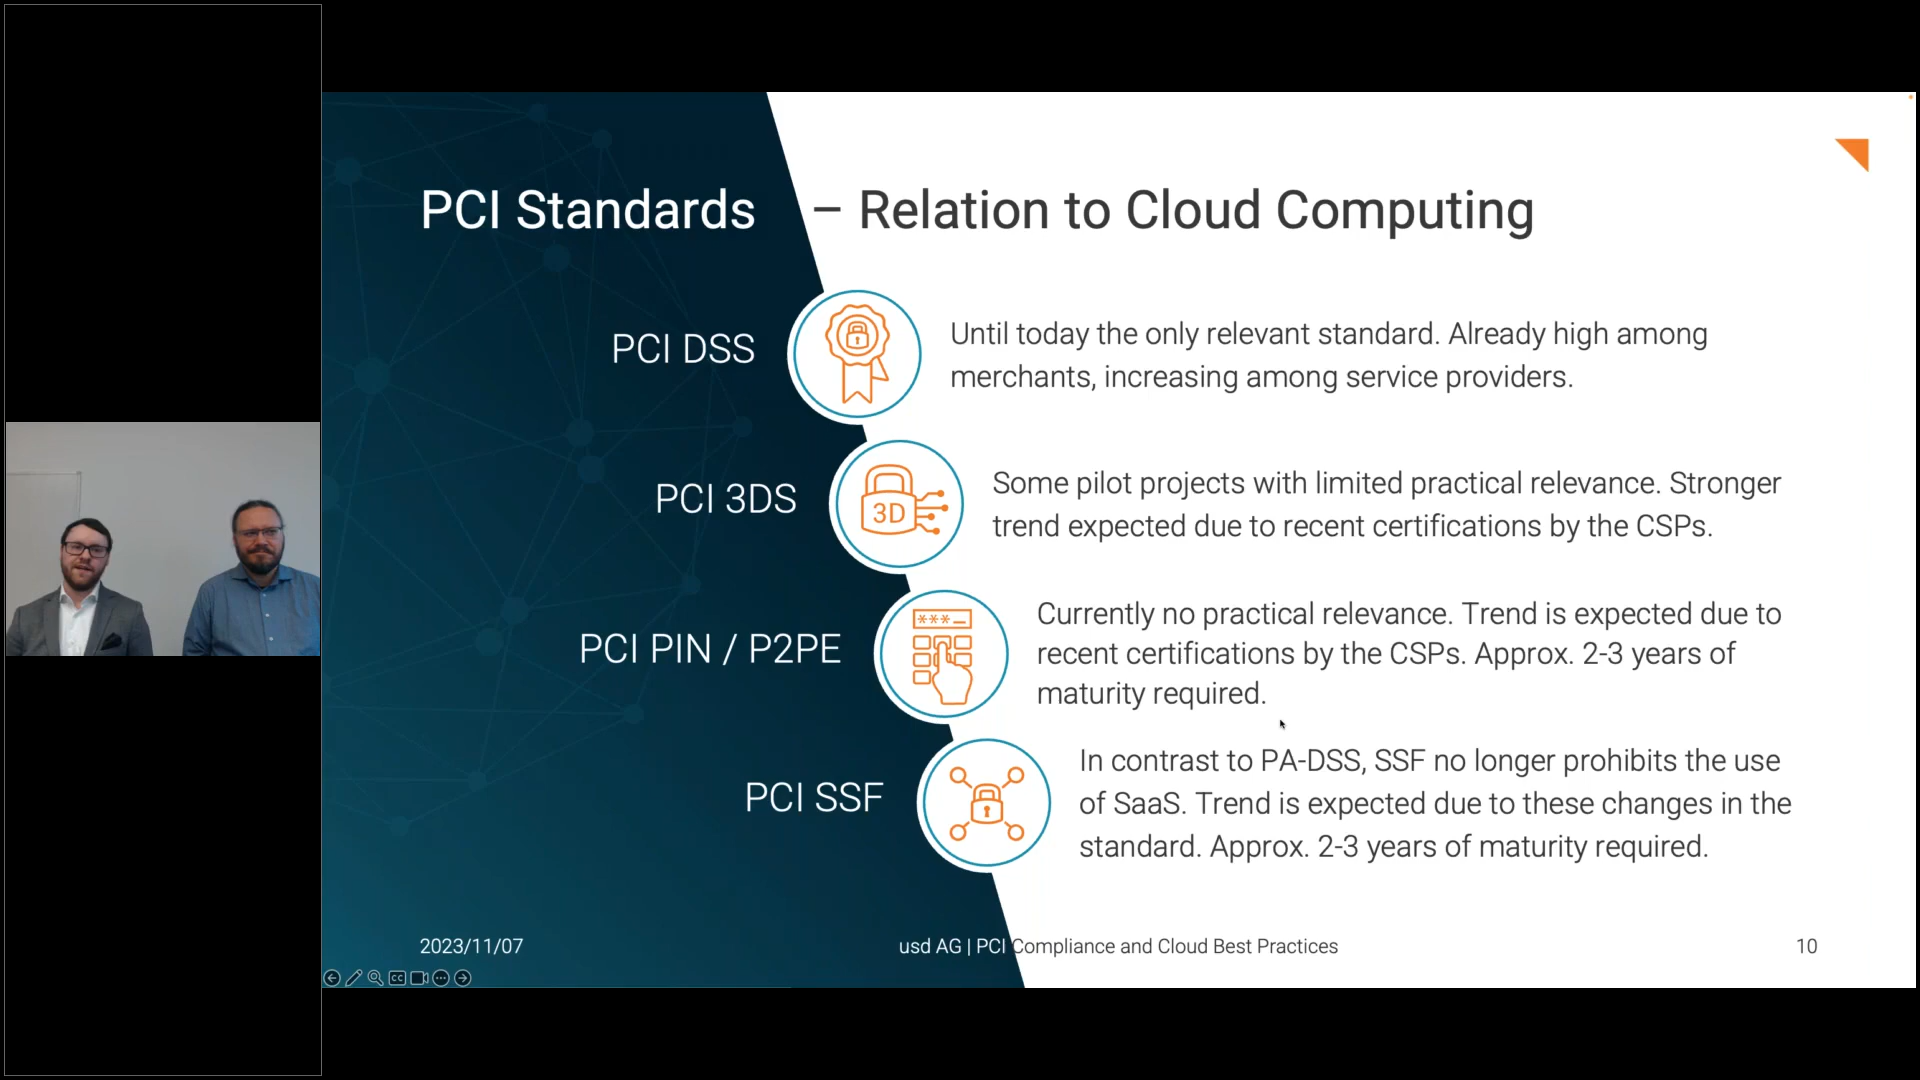 PCI Standards – Relation to Cloud Computing
PCI DSS
Until today the only relevant standard. Already high among
merchants, increasing among service providers.
PCI 3DS
3D
Some pilot projects with limited practical relevance. Stronger
trend expected due to recent certifications by the CSPs.
PCI PIN / P2PE
***_
Currently no practical relevance. Trend is expected due to
recent certifications by the CSPs. Approx. 2-3 years of
maturity required.
PCI SSF
In contrast to PA-DSS, SSF no longer prohibits the use
of SaaS. Trend is expected due to these changes in the
standard. Approx. 2-3 years of maturity required.
2023/11/07
usd AG | PCI Compliance and Cloud Best Practices
10
CC